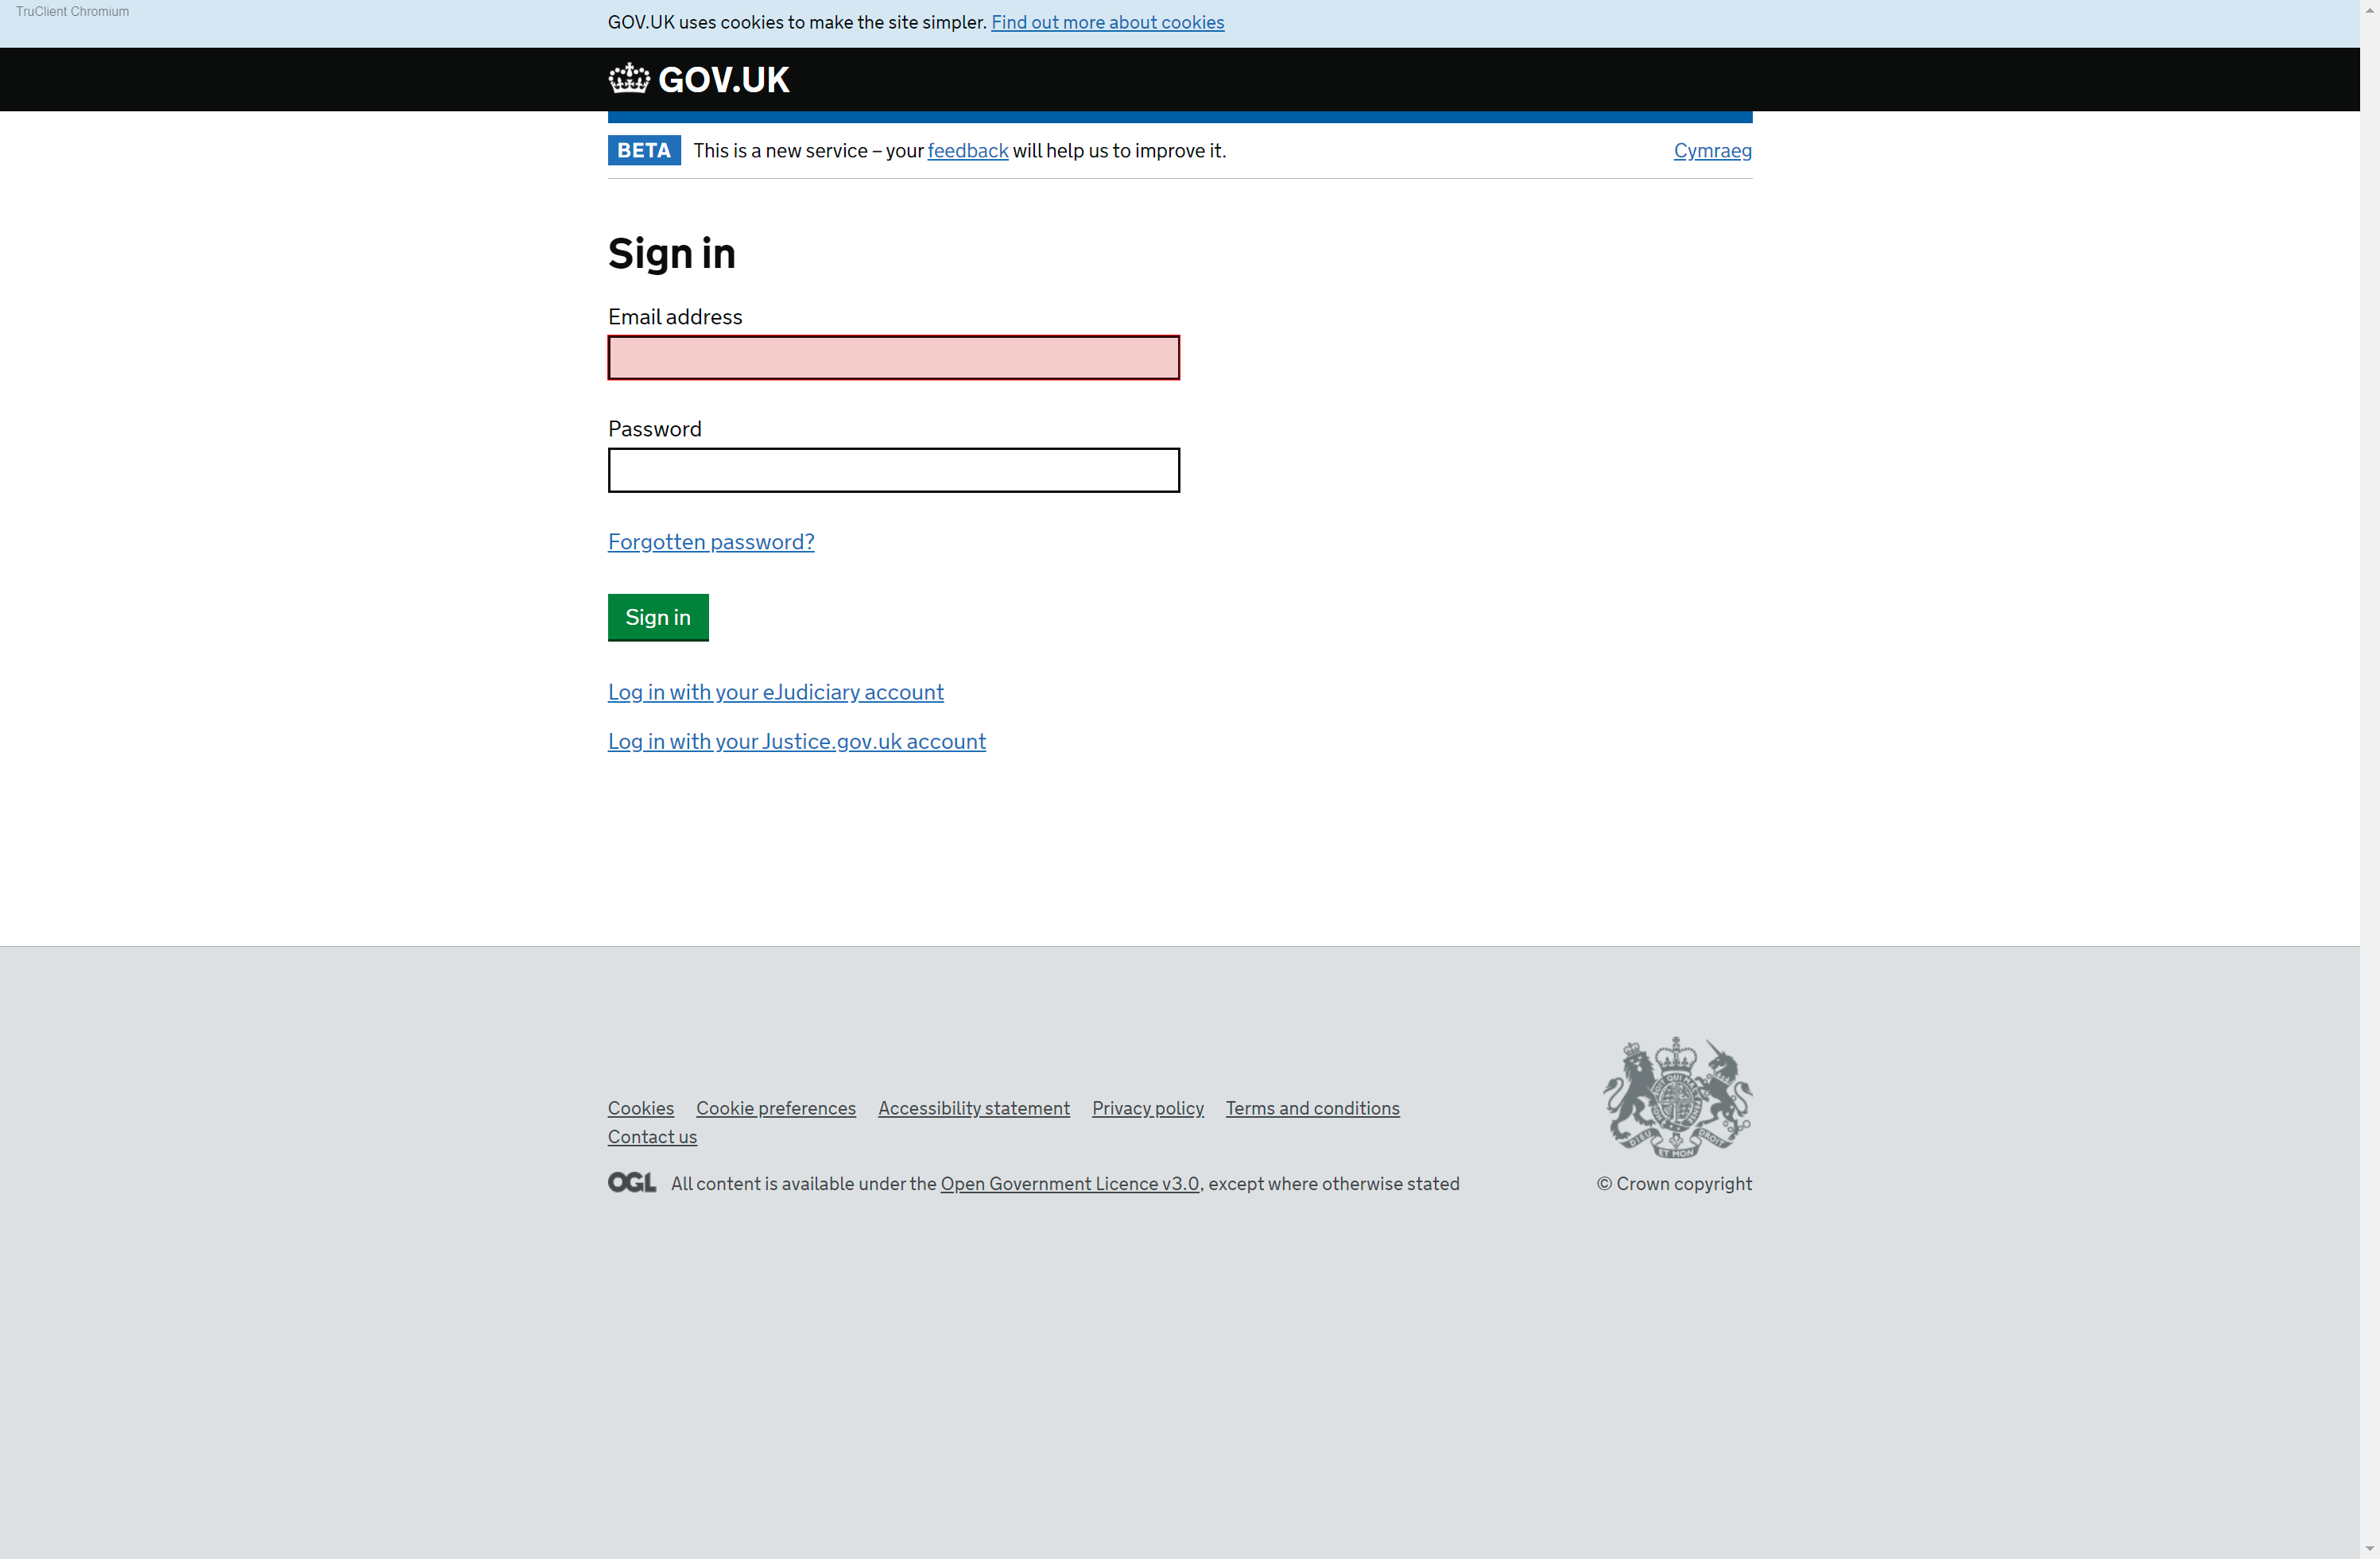 TruClient Chromium
GOV.UK uses cookies to make the site simpler. Find out more about cookies
GOV.UK
BETA This is a new service – your feedback will help us to improve it. Cymraeg
Sign in
Email address
Password
Forgotten password?
Sign in
Log in with your eJudiciary account
Log in with your Justice.gov.uk account
Cookies Cookie preferences Accessibility statement Privacy policy Terms and conditions
Contact us
OGL All content is available under the Open Government Licence v3.0, except where otherwise stated
DIEU ET MON DROIT
© Crown copyright